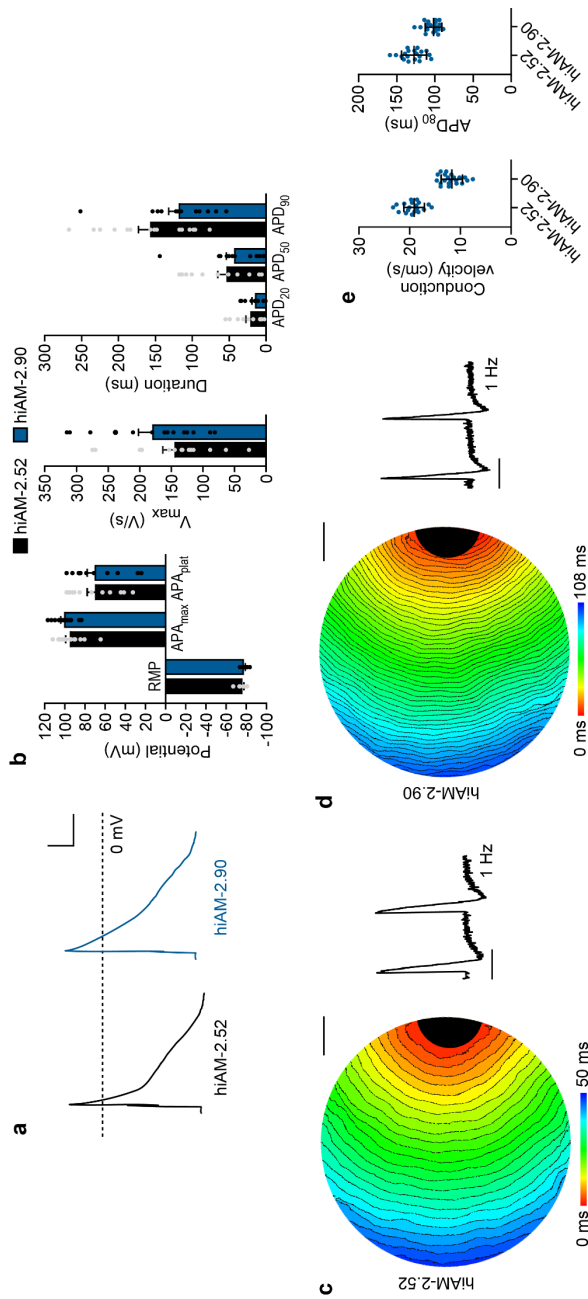 a
0 mV
hiAM-2.52
hiAM-2.90
b
hiAM-2.52
hiAM-2.90
Potential (mV)
120
100
80
60
40
20
0
-20
-40
-60
-80
-100
RMP
APAmax
APAplat
Vmax (V/s)
350
300
250
200
150
100
50
0
Duration (ms)
300
250
200
150
100
50
0
APD20
APD50
APD90
c
hiAM-2.52
0 ms
50 ms
1 Hz
d
hiAM-2.90
0 ms
108 ms
1 Hz
e
Conduction
velocity (cm/s)
30
20
10
0
hiAM-2.52
hiAM-2.90
APD80
(ms)
200
150
100
50
0
hiAM-2.52
hiAM-2.90